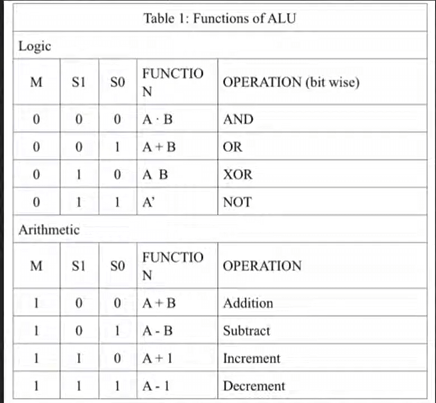 Table 1: Functions of ALU
Logic
M S1 S0 FUNCTIO
N OPERATION (bit wise)
0 0 0 A · B AND
0 0 1 A + B OR
0 1 0 A B XOR
0 1 1 A' NOT
Arithmetic
M S1 S0 FUNCTIO
N OPERATION
1 0 0 A + B Addition
1 0 1 A - B Subtract
1 1 0 A + 1 Increment
1 1 1 A - 1 Decrement